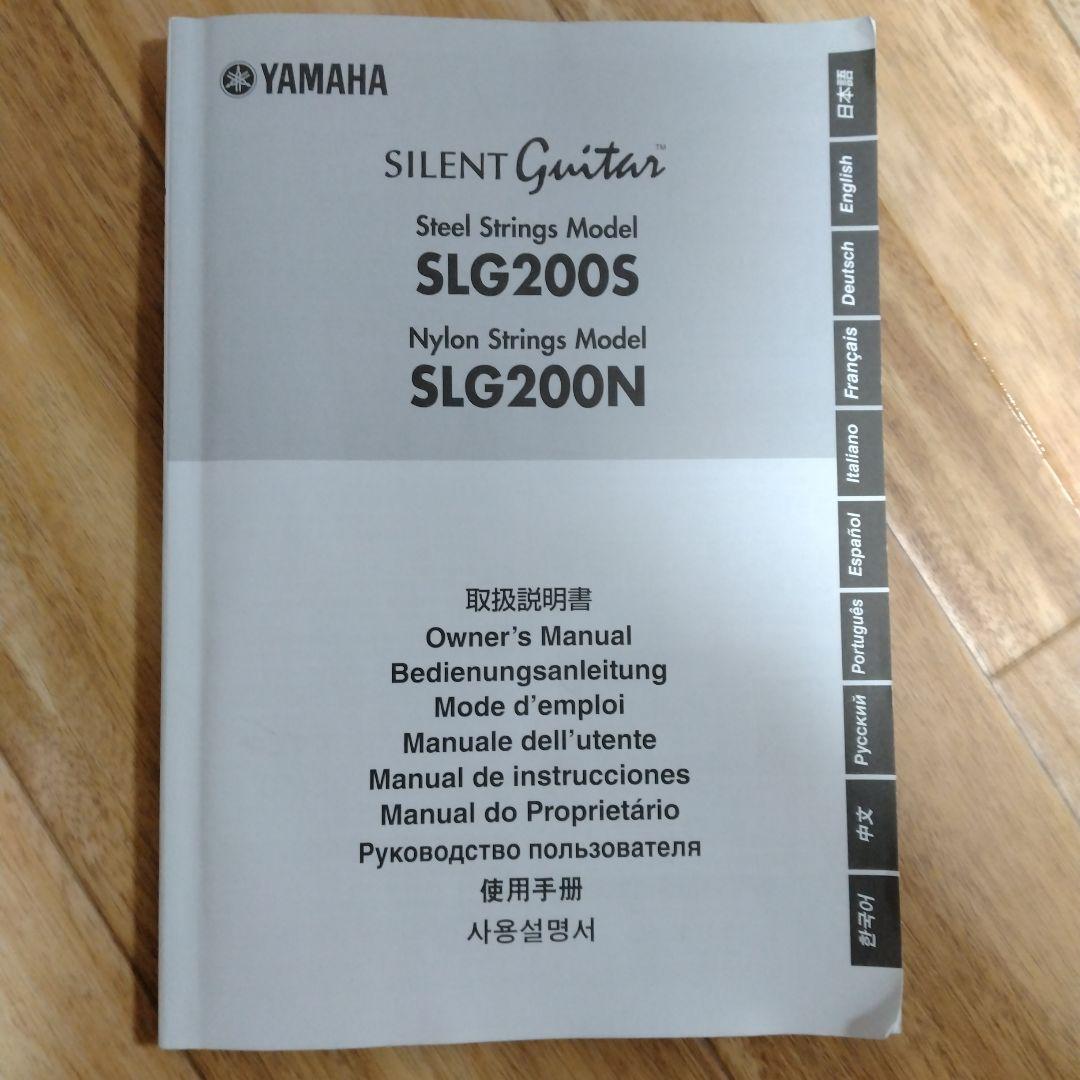 YAMAHA
SILENT Guitar™
Steel Strings Model
SLG200S
Nylon Strings Model
SLG200N
取扱説明書
Owner's Manual
Bedienungsanleitung
Mode d'emploi
Manuale dell'utente
Manual de instrucciones
Manual do Proprietário
Руководство пользователя
使用手册
사용설명서
日本語
English
Deutsch
Français
Italiano
Español
Português
Русский
中文
한국어